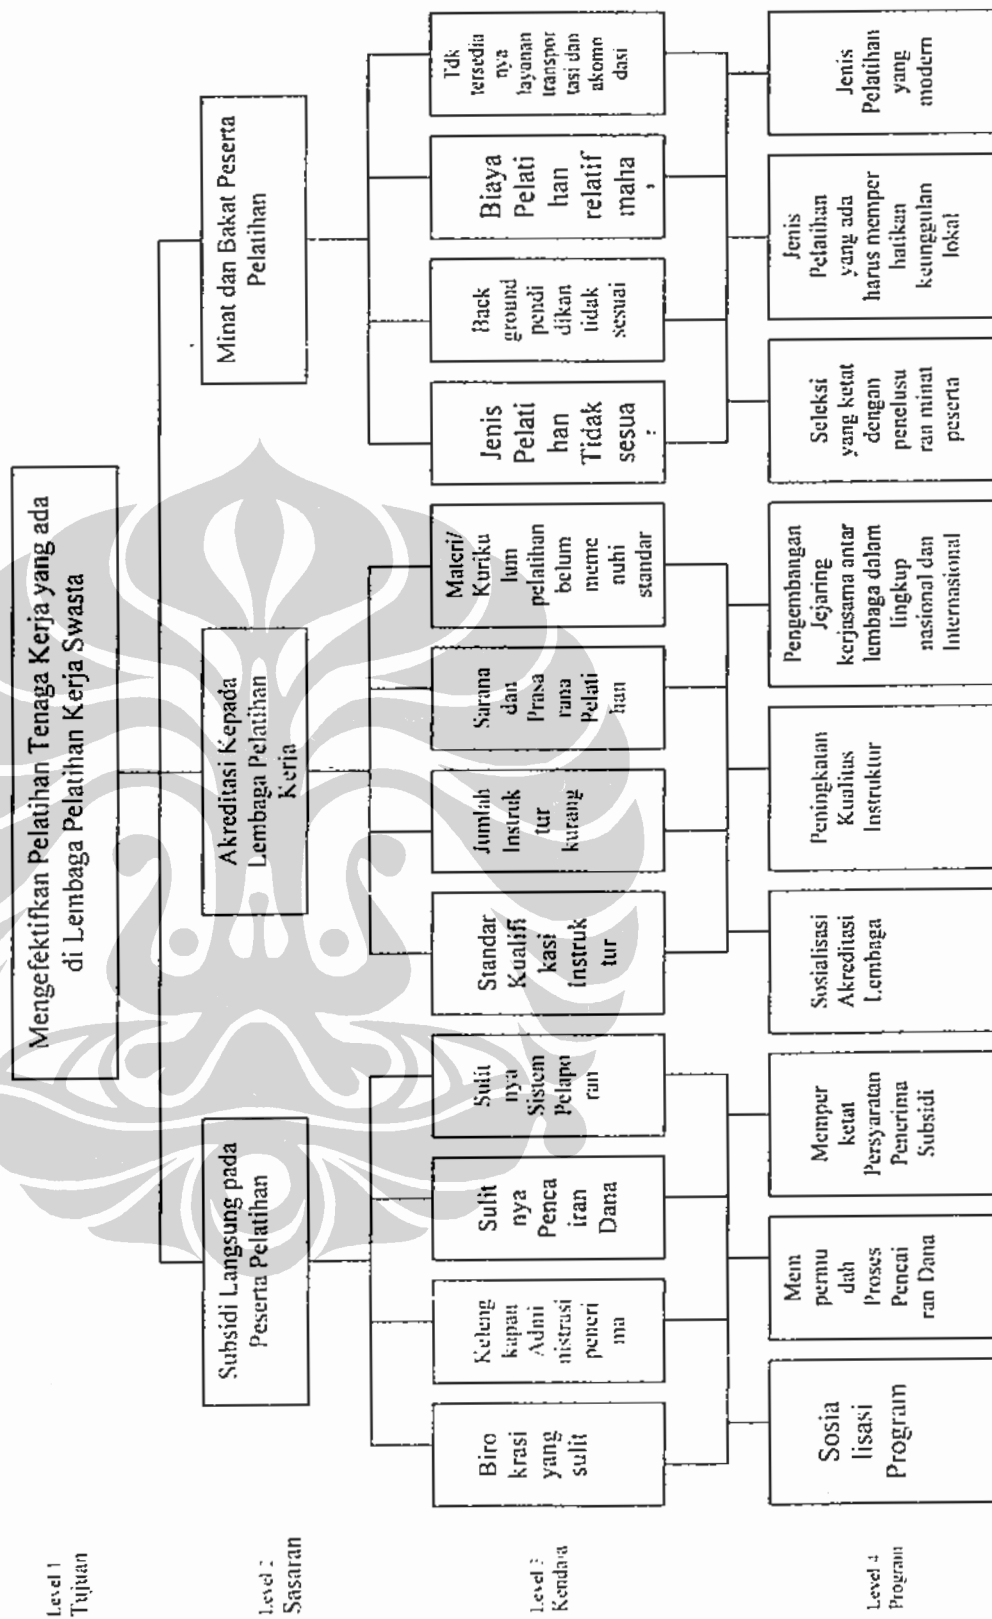 Level 1
Tujuan
Mengefektifkan Pelatihan Tenaga Kerja yang ada
di Lembaga Pelatihan Kerja Swasta
Level 2
Sasaran
Subsidi Langsung pada
Peserta Pelatihan
Akreditasi Kepada
Lembaga Pelatihan
Kerja
Minat dan Bakat Peserta
Pelatihan
Level 3
Kendala
Biro
krasi
yang
sulit
Keleng
kapan
Admi
nistrasi
peneri
ma
Sulit
nya
Penca
iran
Dana
Sulit
nya
Sistem
Pelapo
ran
Standar
Kualifi
kasi
instruk
tur
Jumlah
Instruk
tur
kurang
Sarana
dan
Prasa
rana
Pelati
han
Materi/
Kuriku
lum
pelatihan
belum
meme
nuhi
standar
Jenis
Pelati
han
Tidak
sesua
Back
ground
pendi
dikan
tidak
sesuai
Biaya
Pelati
han
relatif
maha
Tdk
tersedia
nya
layanan
transpor
tasi dan
akomo
dasi
Level 4
Program
Sosia
lisasi
Program
Mem
permu
dah
Proses
Pencai
ran Dana
Memper
ketat
Persyaratan
Penerima
Subsidi
Sosialisasi
Akreditasi
Lembaga
Peningkatan
Kualitas
Instruktur
Pengembangan
Jejaring
kerjasama antar
lembaga dalam
lingkup
nasional dan
Internasional
Seleksi
yang ketat
dengan
penelusu
ran minat
peserta
Jenis
Pelatihan
yang ada
harus memper
hatikan
keunggulan
lokal
Jenis
Pelatihan
yang
modern